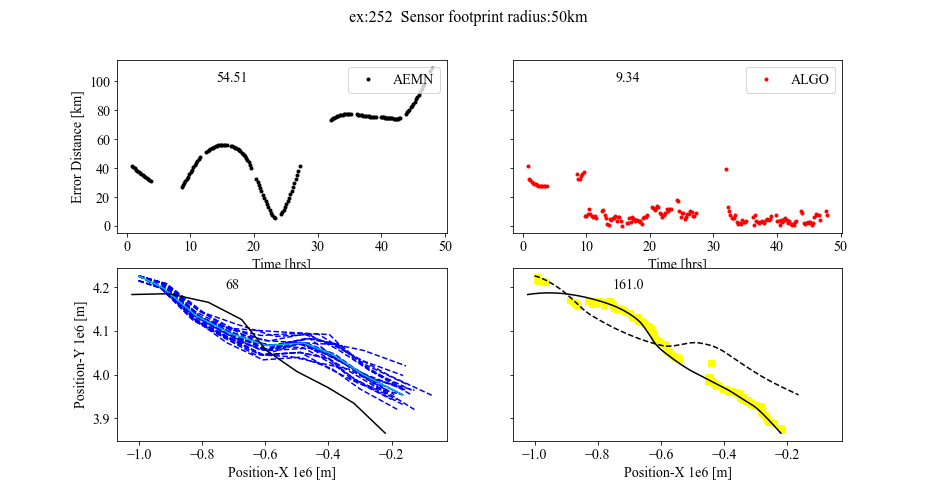 ex:252  Sensor footprint radius:50km
54.51
AEMN
100
80
60
40
20
0
Error Distance [km]
0 10 20 30 40 50
Time [hrs]
9.34
ALGO
0 10 20 30 40 50
Time [hrs]
68
4.2
4.1
4.0
3.9
Position-Y 1e6 [m]
−1.0 −0.8 −0.6 −0.4 −0.2
Position-X 1e6 [m]
161.0
−1.0 −0.8 −0.6 −0.4 −0.2
Position-X 1e6 [m]